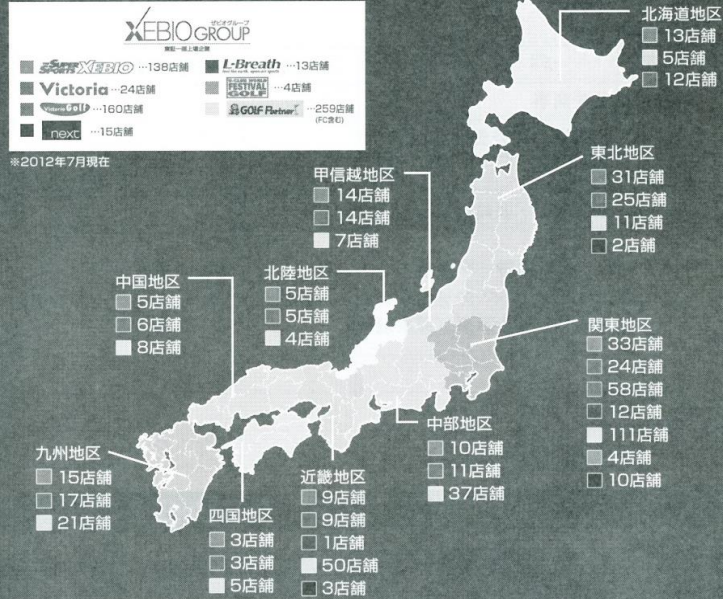 ゼビオグループ
XEBIO GROUP
東証一部上場企業
SUPER SPORTS XEBIO …138店舗
Victoria …24店舗
Victoria Golf …160店舗
next …15店舗
L-Breath …13店舗
FESTIVAL GOLF …4店舗
GOLF Partner …259店舗
(FC含む)
※2012年7月現在
北海道地区
13店舗
5店舗
12店舗
東北地区
31店舗
25店舗
11店舗
2店舗
甲信越地区
14店舗
14店舗
7店舗
北陸地区
5店舗
5店舗
4店舗
中国地区
5店舗
6店舗
8店舗
関東地区
33店舗
24店舗
58店舗
12店舗
111店舗
4店舗
10店舗
中部地区
10店舗
11店舗
37店舗
九州地区
15店舗
17店舗
21店舗
四国地区
3店舗
3店舗
5店舗
近畿地区
9店舗
9店舗
1店舗
50店舗
3店舗